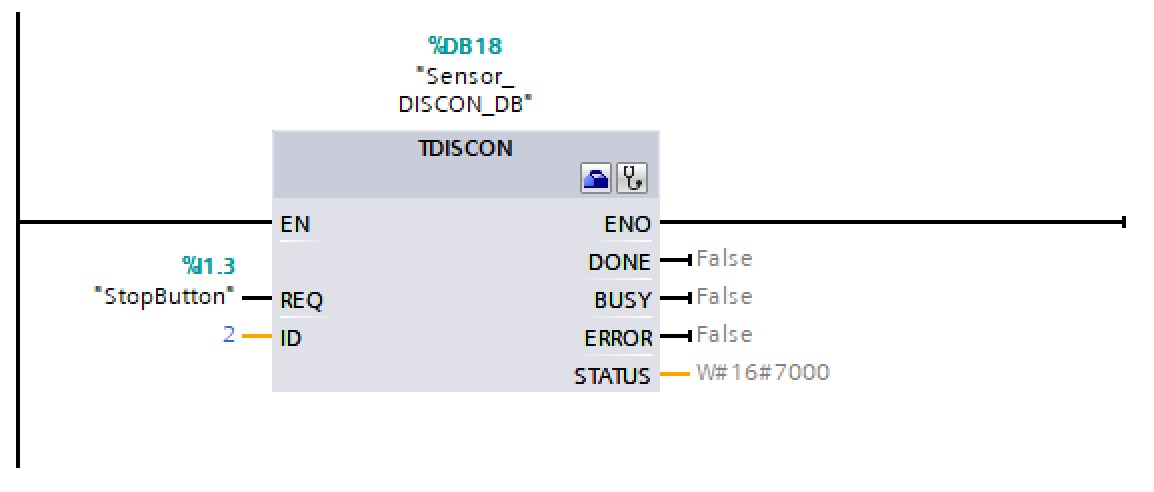 %DB18
"Sensor_
DISCON_DB"
TDISCON
EN
ENO
DONE
False
%I1.3
"StopButton"
REQ
BUSY
False
2
ID
ERROR
False
STATUS
W#16#7000